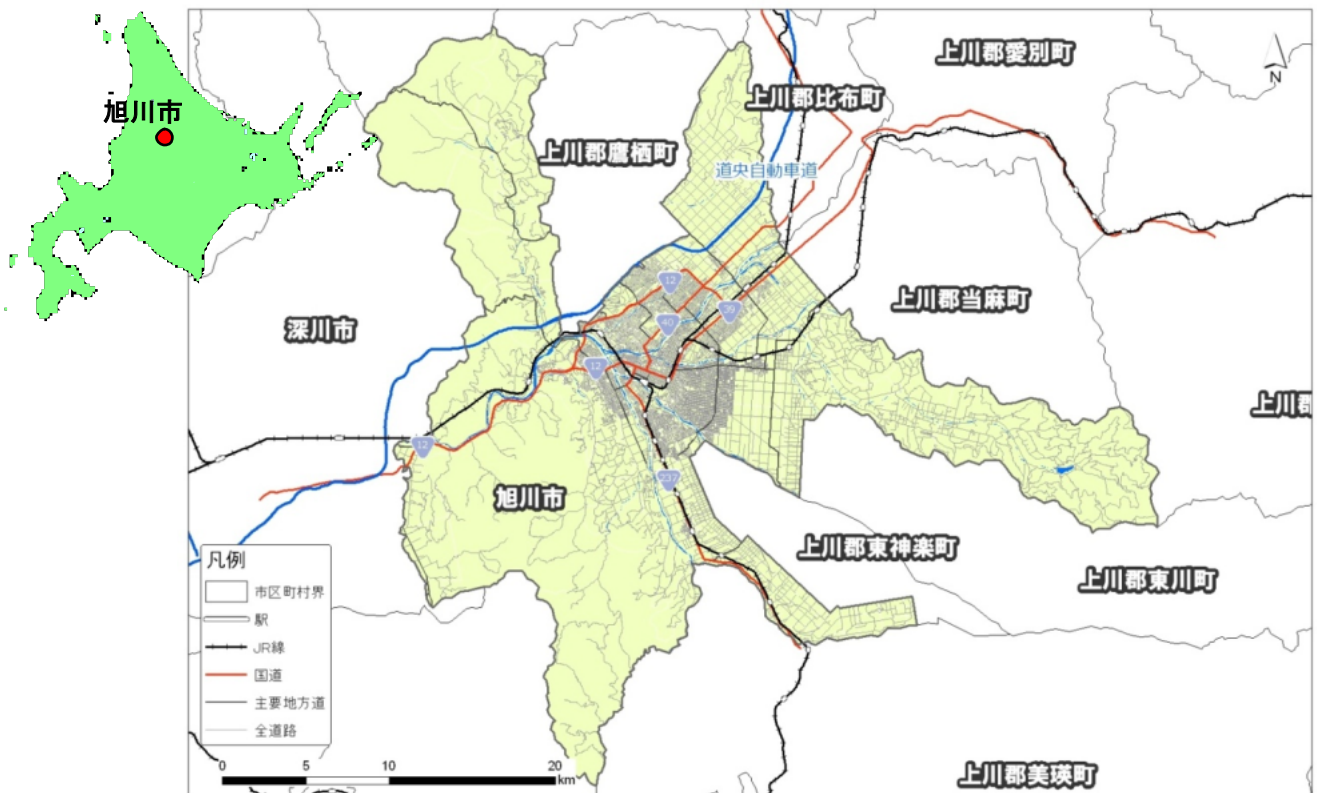 旭川市
上川郡愛別町
N
上川郡比布町
上川郡鷹栖町
道央自動車道
12
上川郡当麻町
39
40
深川市
12
上川郡
12
237
旭川市
上川郡東神楽町
上川郡東川町
凡例
市区町村界
駅
JR線
国道
主要地方道
全道路
0 5 10 20
km
上川郡美瑛町